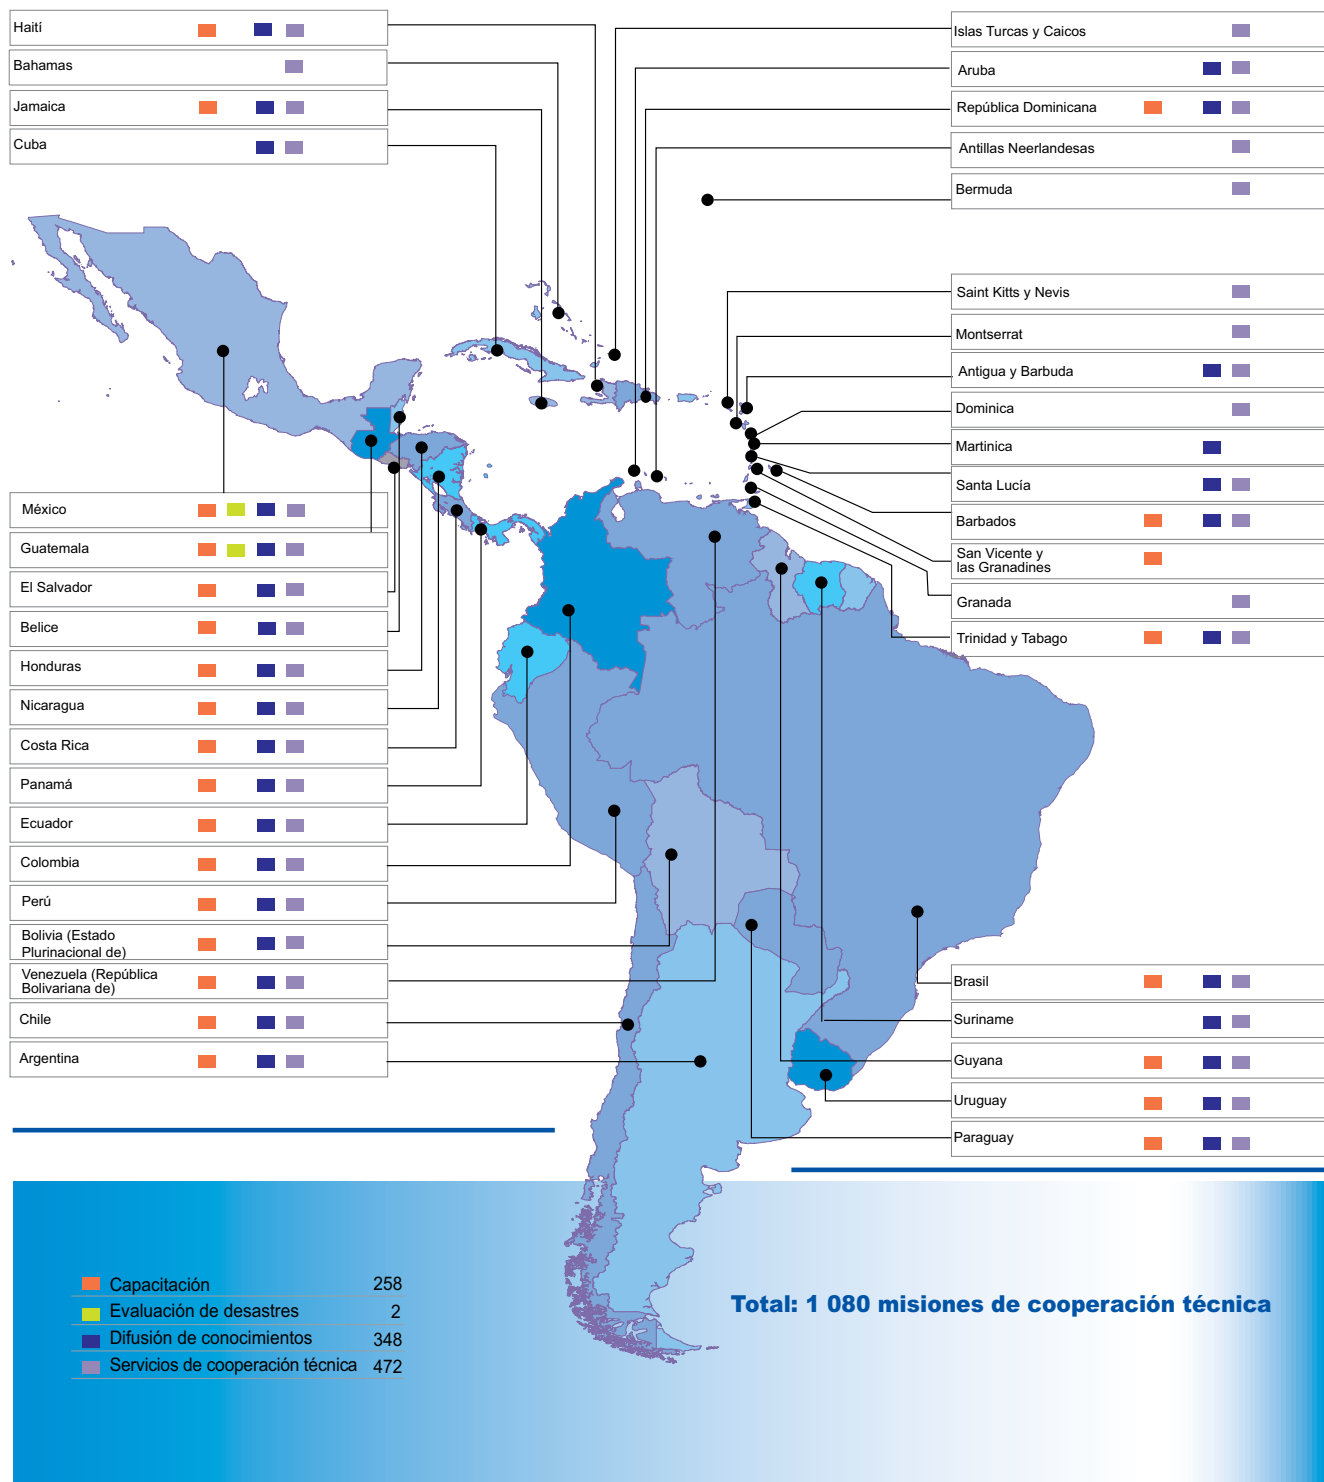 Haití
Bahamas
Jamaica
Cuba
Islas Turcas y Caicos
Aruba
República Dominicana
Antillas Neerlandesas
Bermuda
Saint Kitts y Nevis
Montserrat
Antigua y Barbuda
Dominica
Martinica
Santa Lucía
Barbados
San Vicente y
las Granadines
Granada
Trinidad y Tabago
México
Guatemala
El Salvador
Belice
Honduras
Nicaragua
Costa Rica
Panamá
Ecuador
Colombia
Perú
Bolivia (Estado
Plurinacional de)
Venezuela (República
Bolivariana de)
Chile
Argentina
Brasil
Suriname
Guyana
Uruguay
Paraguay
Capacitación 258
Evaluación de desastres 2
Difusión de conocimientos 348
Servicios de cooperación técnica 472
Total: 1 080 misiones de cooperación técnica